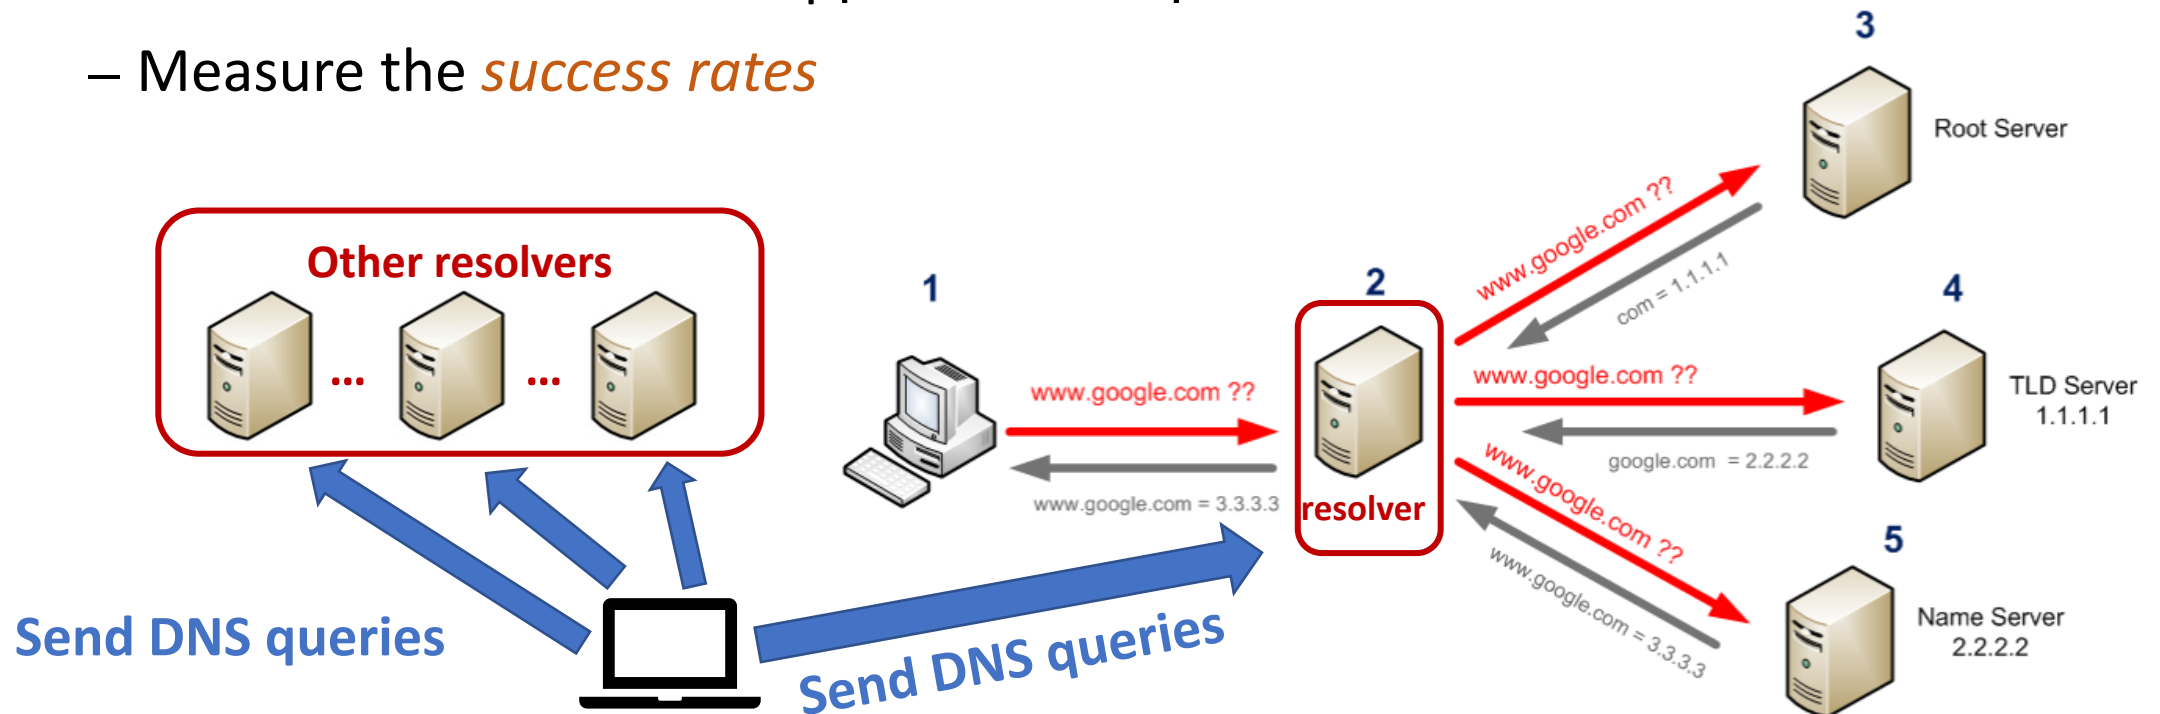 – Measure the success rates
3
Root Server
www.google.com ??
com = 1.1.1.1
Other resolvers
... ...
1
2
4
www.google.com ??
www.google.com = 3.3.3.3
resolver
www.google.com ??
google.com = 2.2.2.2
TLD Server
1.1.1.1
www.google.com ??
www.google.com = 3.3.3.3
5
Name Server
2.2.2.2
Send DNS queries
Send DNS queries